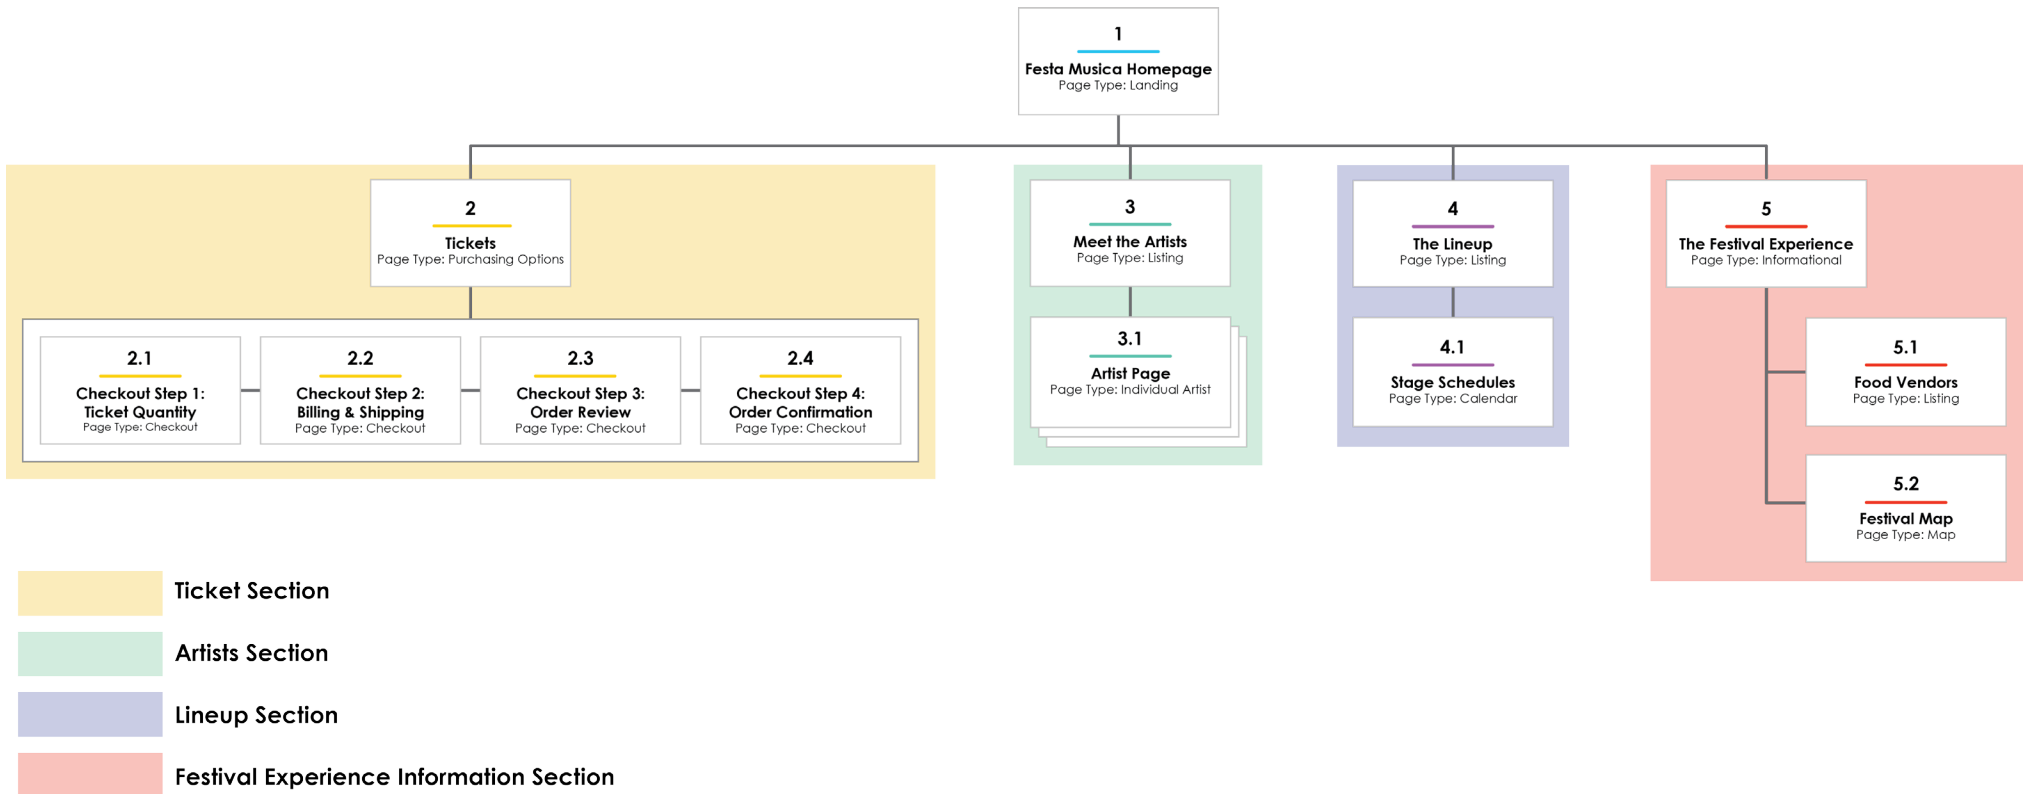 1
Festa Musica Homepage
Page Type: Landing
2
Tickets
Page Type: Purchasing Options
2.1
Checkout Step 1:
Ticket Quantity
Page Type: Checkout
2.2
Checkout Step 2:
Billing & Shipping
Page Type: Checkout
2.3
Checkout Step 3:
Order Review
Page Type: Checkout
2.4
Checkout Step 4:
Order Confirmation
Page Type: Checkout
3
Meet the Artists
Page Type: Listing
3.1
Artist Page
Page Type: Individual Artist
4
The Lineup
Page Type: Listing
4.1
Stage Schedules
Page Type: Calendar
5
The Festival Experience
Page Type: Informational
5.1
Food Vendors
Page Type: Listing
5.2
Festival Map
Page Type: Map
Ticket Section
Artists Section
Lineup Section
Festival Experience Information Section